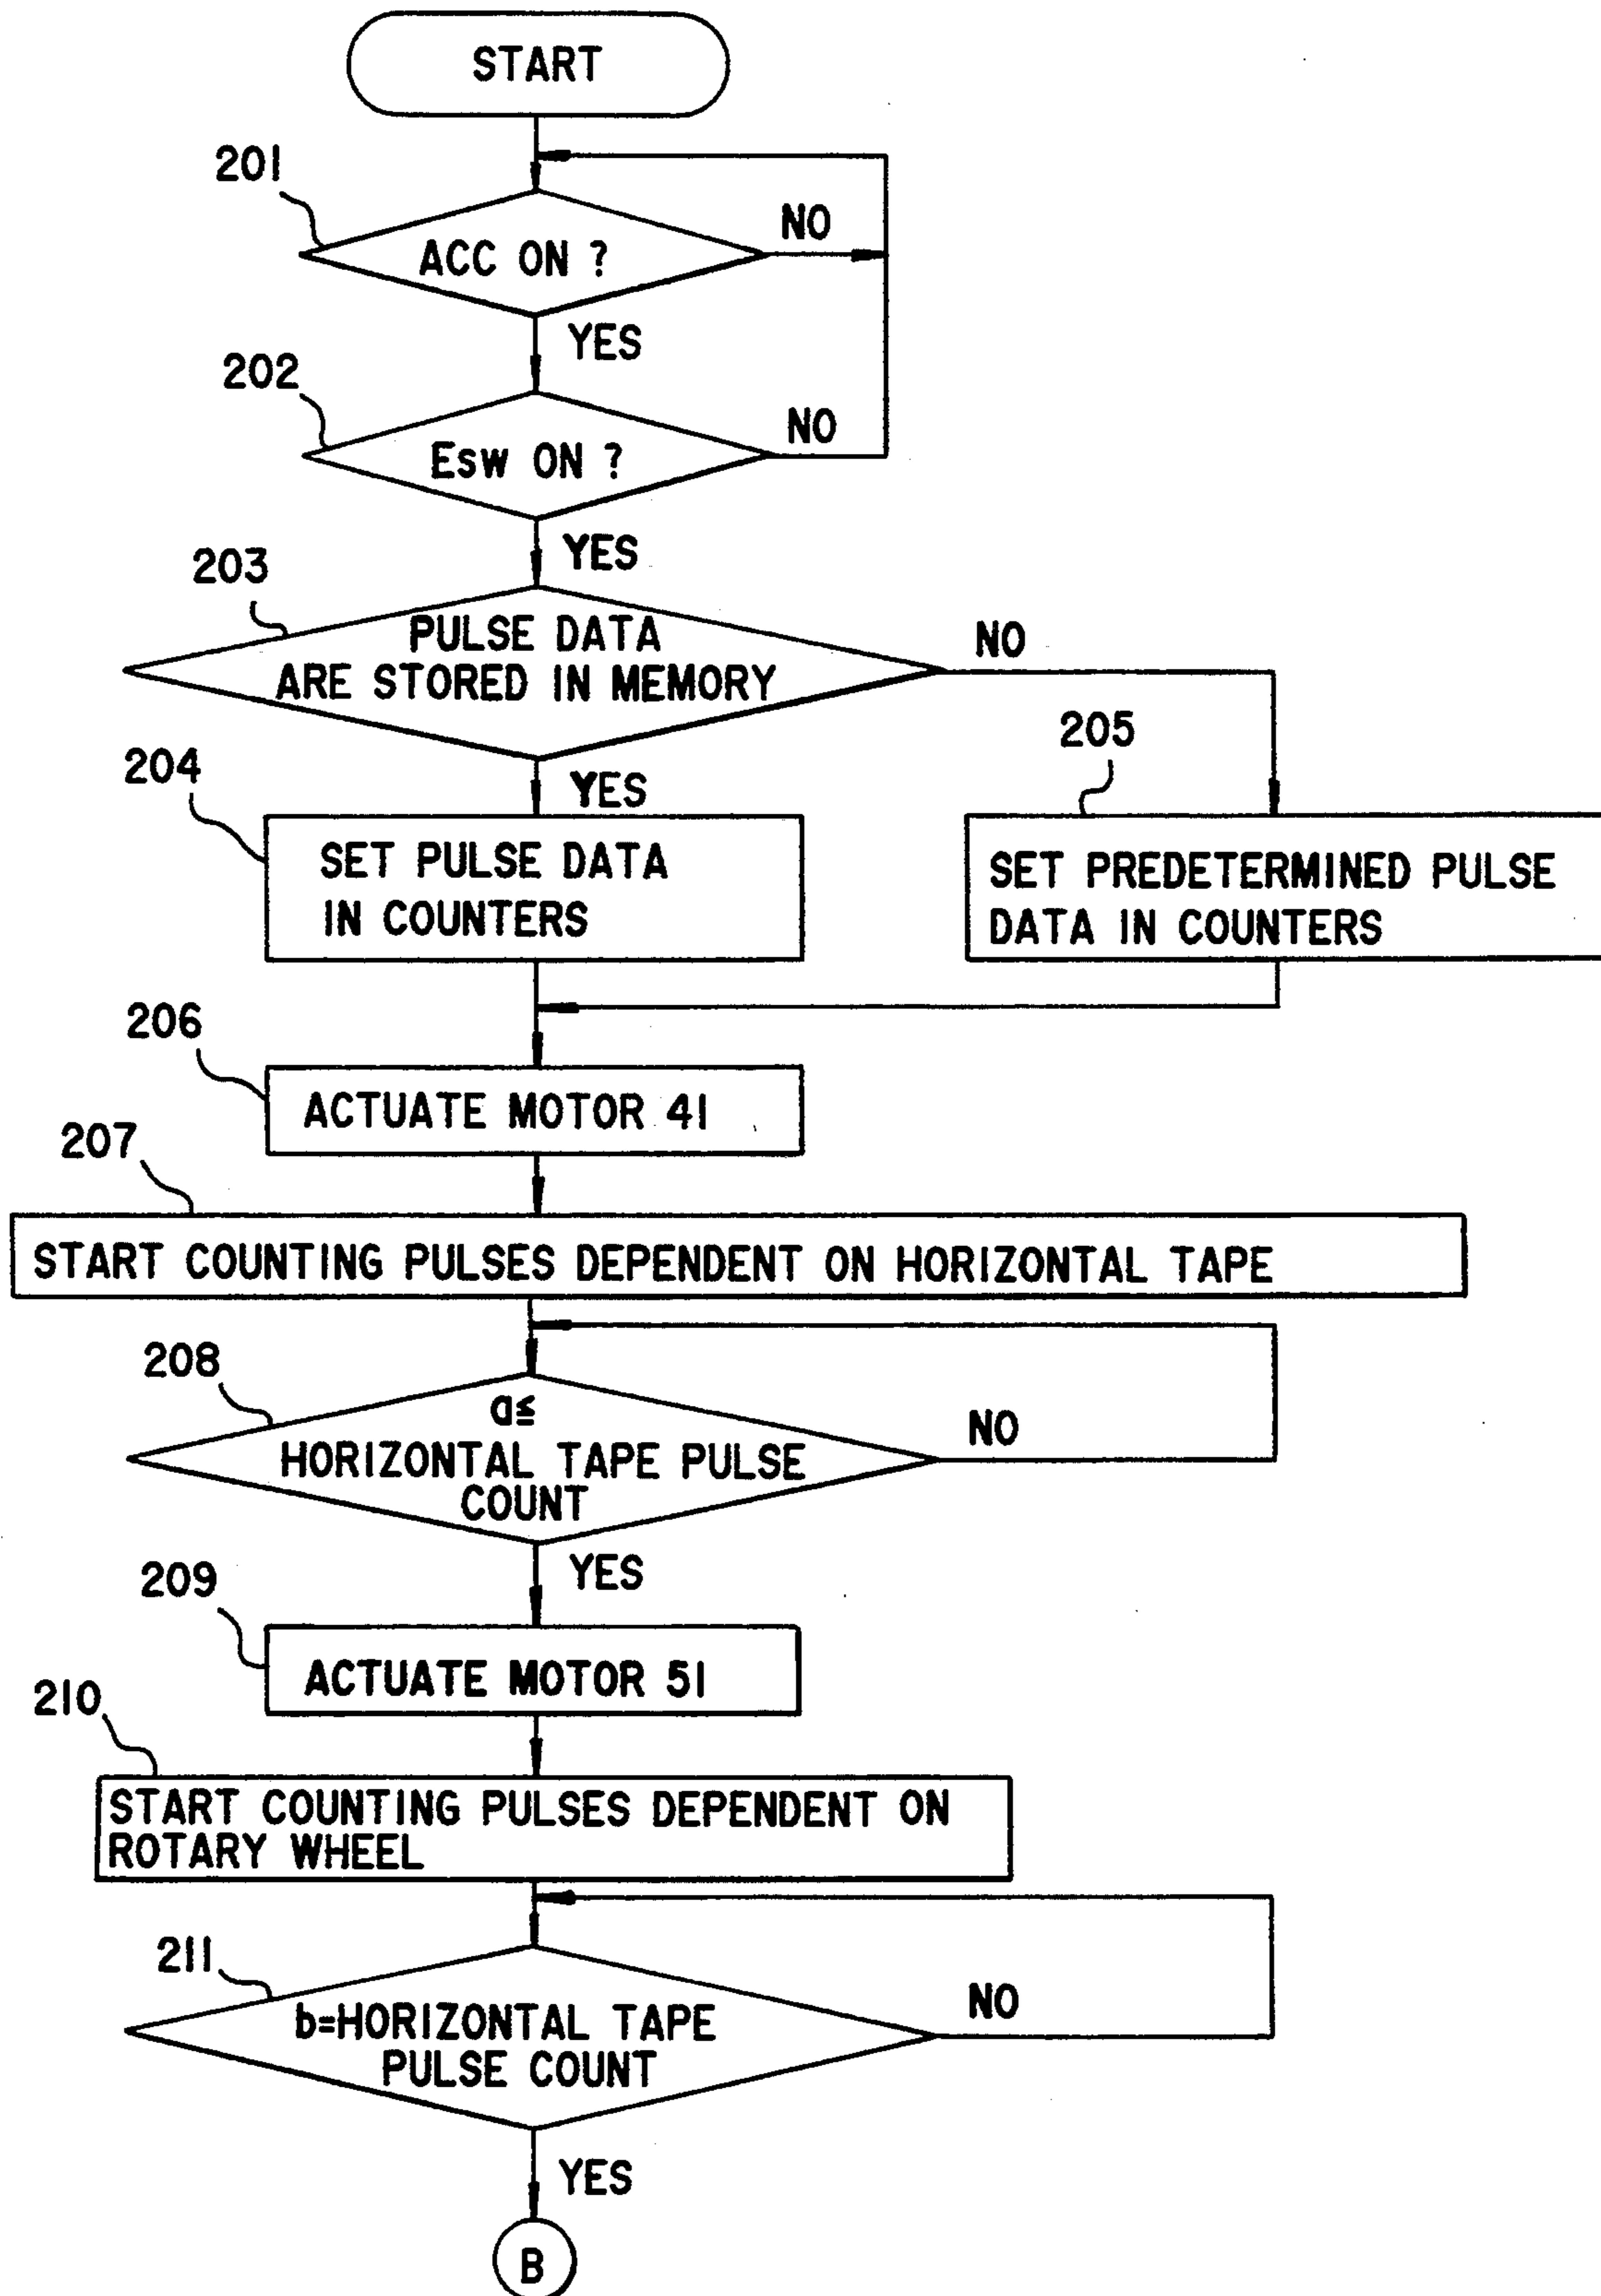 START
201
ACC ON ?
NO
YES
202
Esw ON ?
NO
YES
203
PULSE DATA
ARE STORED IN MEMORY
NO
YES
204
SET PULSE DATA
IN COUNTERS
205
SET PREDETERMINED PULSE
DATA IN COUNTERS
206
ACTUATE MOTOR 41
207
START COUNTING PULSES DEPENDENT ON HORIZONTAL TAPE
208
a≦
HORIZONTAL TAPE PULSE
COUNT
NO
YES
209
ACTUATE MOTOR 51
210
START COUNTING PULSES DEPENDENT ON
ROTARY WHEEL
211
b=HORIZONTAL TAPE
PULSE COUNT
NO
YES
B